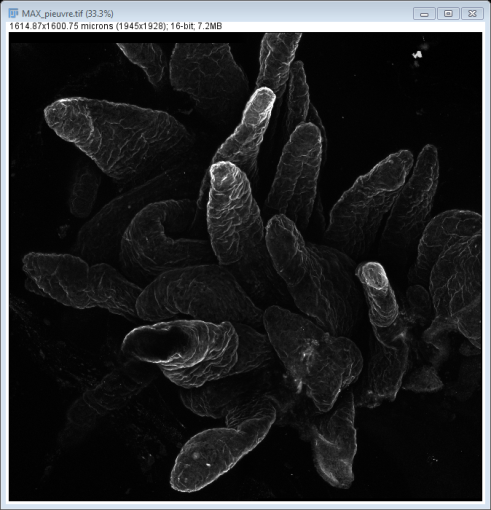 MAX_pieuvre.tif (33.3%)
1614.87x1600.75 microns (1945x1928); 16-bit; 7.2MB